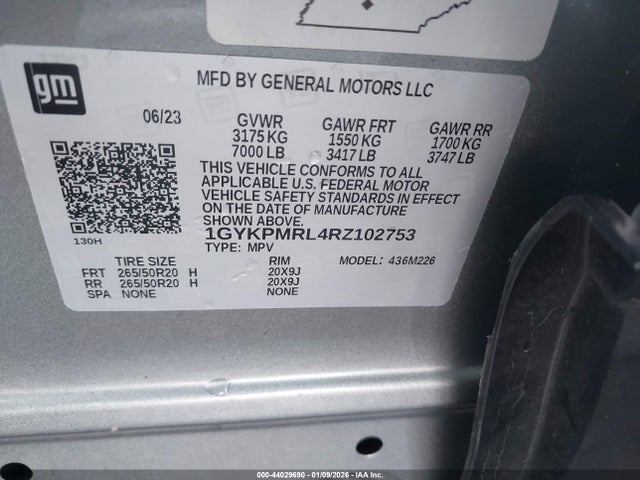 gm
MFD BY GENERAL MOTORS LLC
06/23
GVWR GAWR FRT GAWR RR
3175 KG 1550 KG 1700 KG
7000 LB 3417 LB 3747 LB
THIS VEHICLE CONFORMS TO ALL
APPLICABLE U.S. FEDERAL MOTOR
VEHICLE SAFETY STANDARDS IN EFFECT
ON THE DATE OF MANUFACTURE
SHOWN ABOVE.
1GYKPMRL4RZ102753
130H
TYPE: MPV
TIRE SIZE RIM MODEL: 436M226
FRT 265/50R20 H 20X9J
RR 265/50R20 H 20X9J
SPA NONE NONE
000-44029690 - 01/09/2026 - IAA Inc.